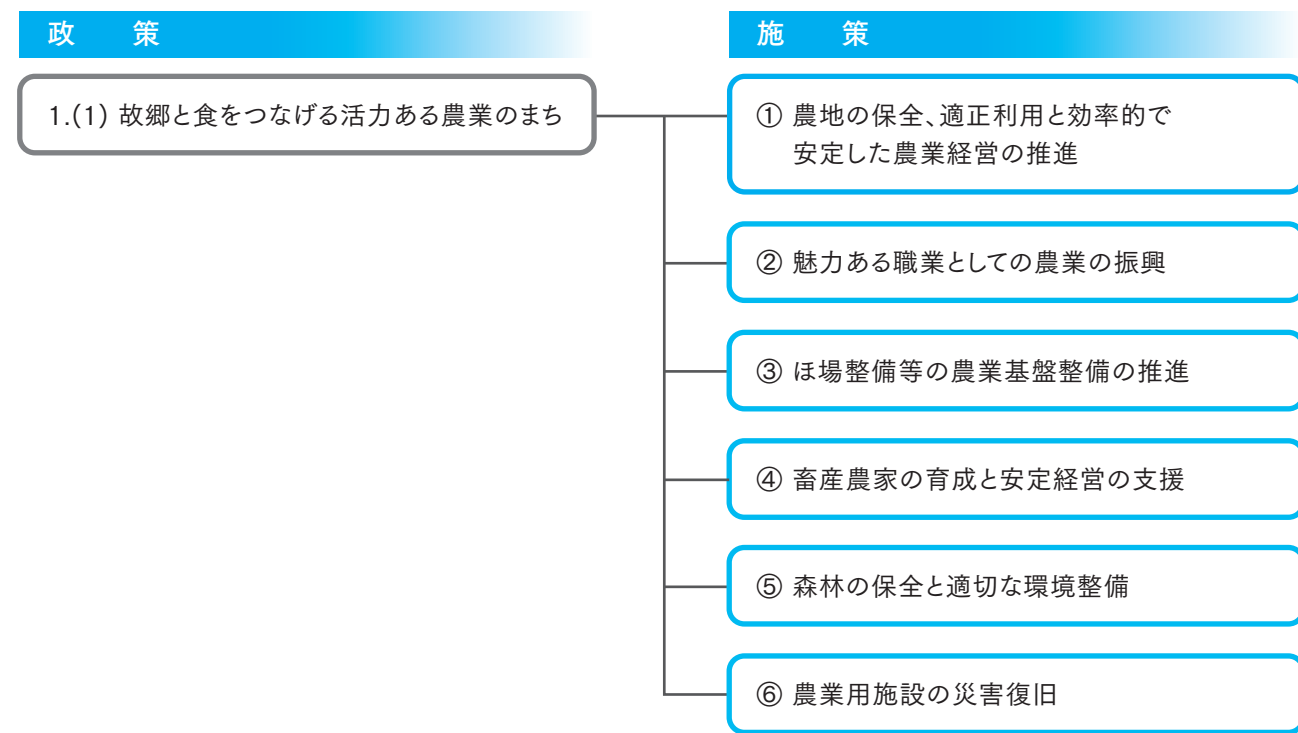 政　策
施　策
1.(1) 故郷と食をつなげる活力ある農業のまち
① 農地の保全、適正利用と効率的で
安定した農業経営の推進
② 魅力ある職業としての農業の振興
③ ほ場整備等の農業基盤整備の推進
④ 畜産農家の育成と安定経営の支援
⑤ 森林の保全と適切な環境整備
⑥ 農業用施設の災害復旧